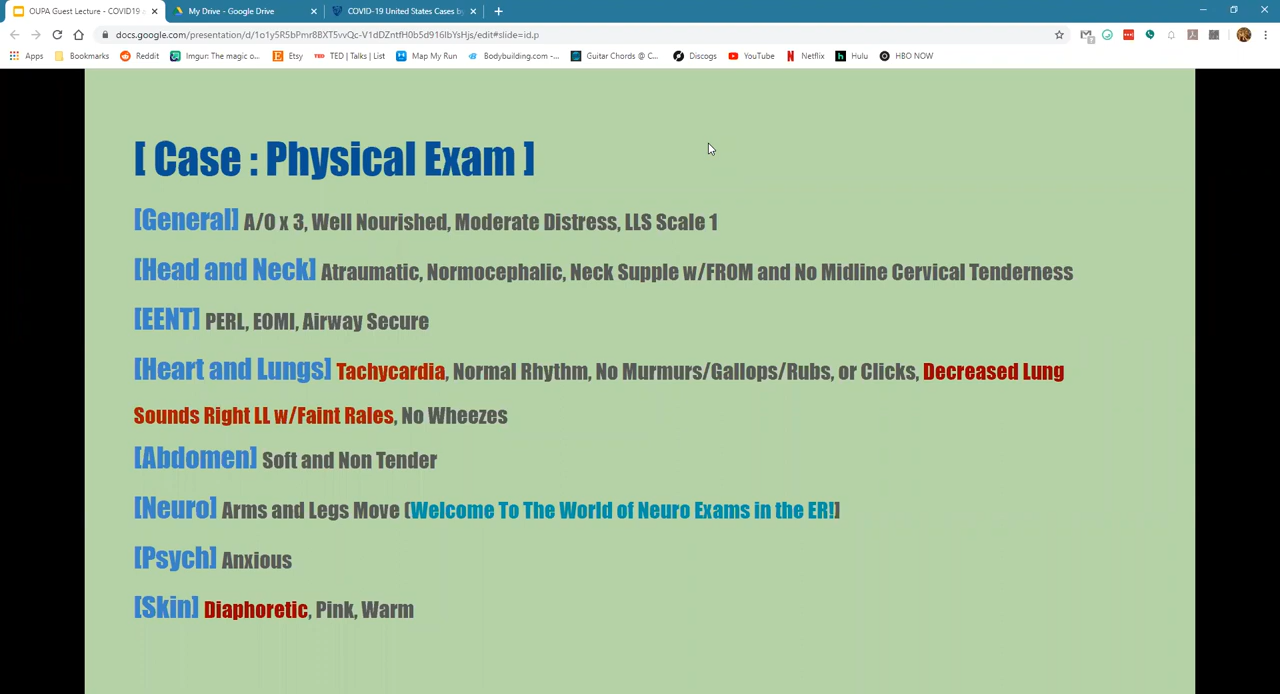 OUPA Guest Lecture - COVID19
My Drive - Google Drive
COVID-19 United States Cases by
docs.google.com/presentation/d/1o1y5R5bPmr8BXT5vvQc-V1dDZntfH0b5d916lbYsHjs/edit#slide=id.p
Apps Bookmarks Reddit Imgur: The magic o... Etsy TED | Talks | List Map My Run Bodybuilding.com -... Guitar Chords @ C... Discogs YouTube Netflix Hulu HBO NOW
[ Case : Physical Exam ]
[General] A/O x 3, Well Nourished, Moderate Distress, LLS Scale 1
[Head and Neck] Atraumatic, Normocephalic, Neck Supple w/FROM and No Midline Cervical Tenderness
[EENT] PERL, EOMI, Airway Secure
[Heart and Lungs] Tachycardia, Normal Rhythm, No Murmurs/Gallops/Rubs, or Clicks, Decreased Lung
Sounds Right LL w/Faint Rales, No Wheezes
[Abdomen] Soft and Non Tender
[Neuro] Arms and Legs Move (Welcome To The World of Neuro Exams in the ER!]
[Psych] Anxious
[Skin] Diaphoretic, Pink, Warm